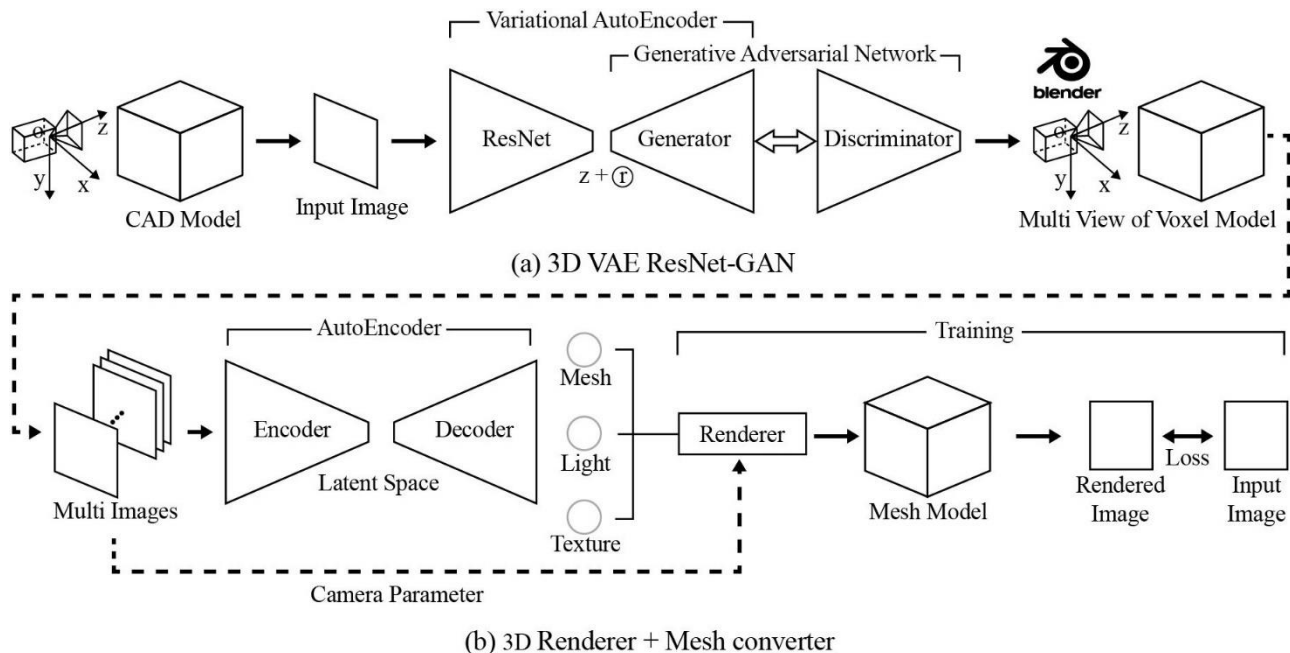 Variational AutoEncoder
Generative Adversarial Network
blender
o z
y x
CAD Model
Input Image
ResNet
z + r
Generator
Discriminator
o z
y x
Multi View of Voxel Model
(a) 3D VAE ResNet-GAN
AutoEncoder
Training
Multi Images
Encoder
Decoder
Latent Space
Mesh
Light
Texture
Renderer
Mesh Model
Rendered
Image
Loss
Input
Image
Camera Parameter
(b) 3D Renderer + Mesh converter